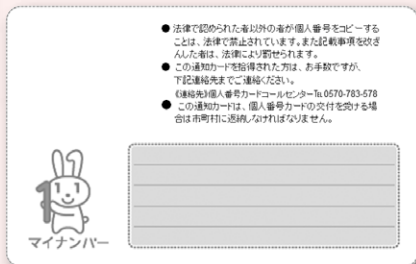 ● 法律で認められた者以外の者が個人番号をコピーする
ことは、法律で禁止されています。また記載事項を改ざ
んした者は、法律により罰せられます。
● この通知カードを拾得された方は、お手数ですが、
下記連絡先までご連絡ください。
《連絡先》個人番号カードコールセンター℡0570-783-578
● この通知カードは、個人番号カードの交付を受ける場
合は市町村に返納しなければなりません。
1
マイナンバー